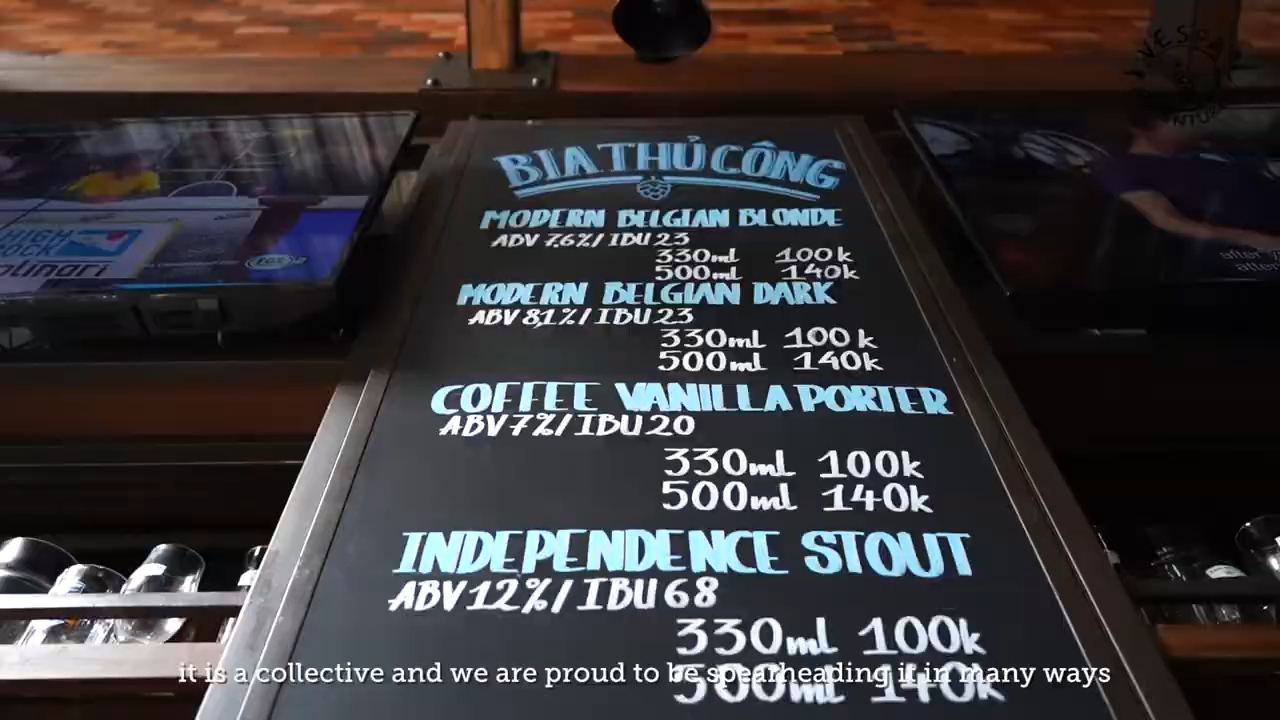 BIA THỦ CÔNG
MODERN BELGIAN BLONDE
ABV 7.6% / IBU 23
330ml 100k
500ml 140k
MODERN BELGIAN DARK
ABV 8,1% / IBU 23
330ml 100k
500ml 140k
COFFEE VANILLA PORTER
ABV 7% / IBU 20
330ml 100k
500ml 140k
INDEPENDENCE STOUT
ABV 12% / IBU 68
330ml 100k
500ml 140k
it is a collective and we are proud to be spearheading it in many ways